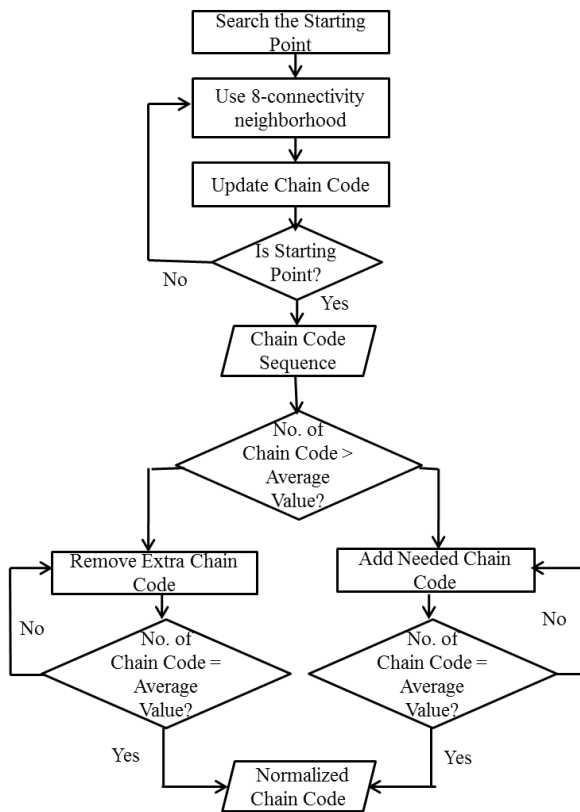 Search the Starting
Point
Use 8-connectivity
neighborhood
Update Chain Code
Is Starting
Point?
No
Yes
Chain Code
Sequence
No. of
Chain Code >
Average
Value?
Remove Extra Chain
Code
Add Needed Chain
Code
No
No
No. of
Chain Code =
Average
Value?
No. of
Chain Code =
Average
Value?
Yes
Yes
Normalized
Chain Code